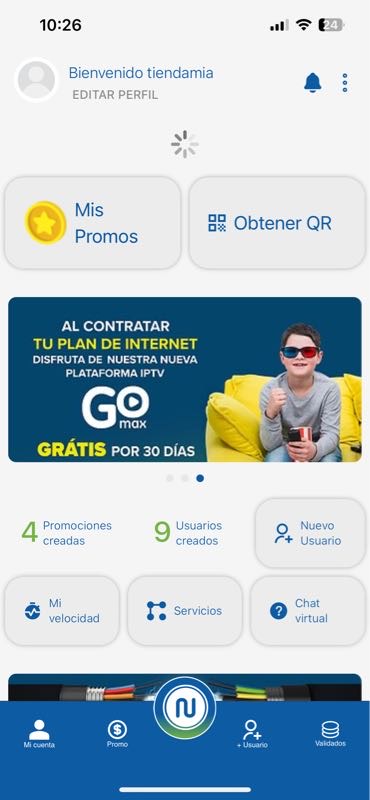 10:26
24
Bienvenido tiendamia
EDITAR PERFIL
Mis
Promos
Obtener QR
AL CONTRATAR
TU PLAN DE INTERNET
DISFRUTA DE NUESTRA NUEVA
PLATAFORMA IPTV
GO
max
GRÁTIS POR 30 DÍAS
4 Promociones
creadas
9 Usuarios
creados
Nuevo
Usuario
Mi
velocidad
Servicios
Chat
virtual
N
Mi cuenta
Promo
+ Usuario
Validados